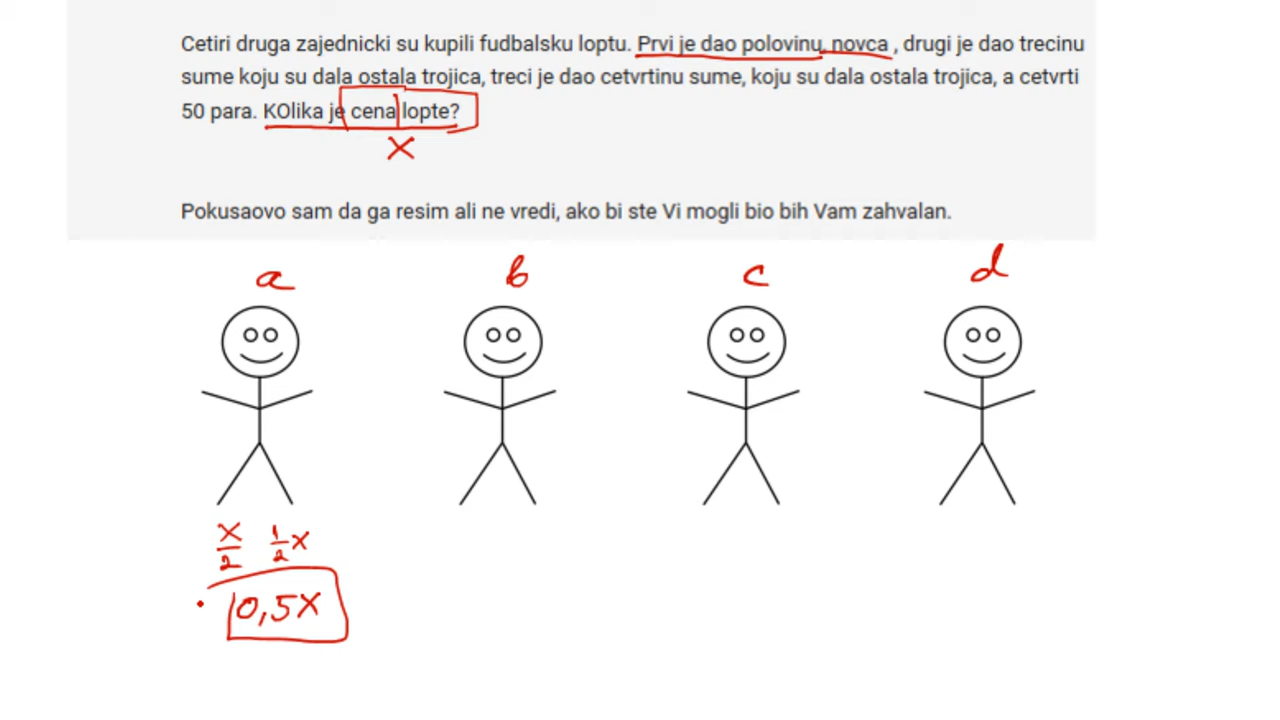 Cetiri druga zajednicki su kupili fudbalsku loptu. Prvi je dao polovinu novca , drugi je dao trecinu
sume koju su dala ostala trojica, treci je dao cetvrtinu sume, koju su dala ostala trojica, a cetvrti
50 para. KOlika je cena lopte?
x
Pokusaovo sam da ga resim ali ne vredi, ako bi ste Vi mogli bio bih Vam zahvalan.
a b c d
x/2 1/2 x
0,5x